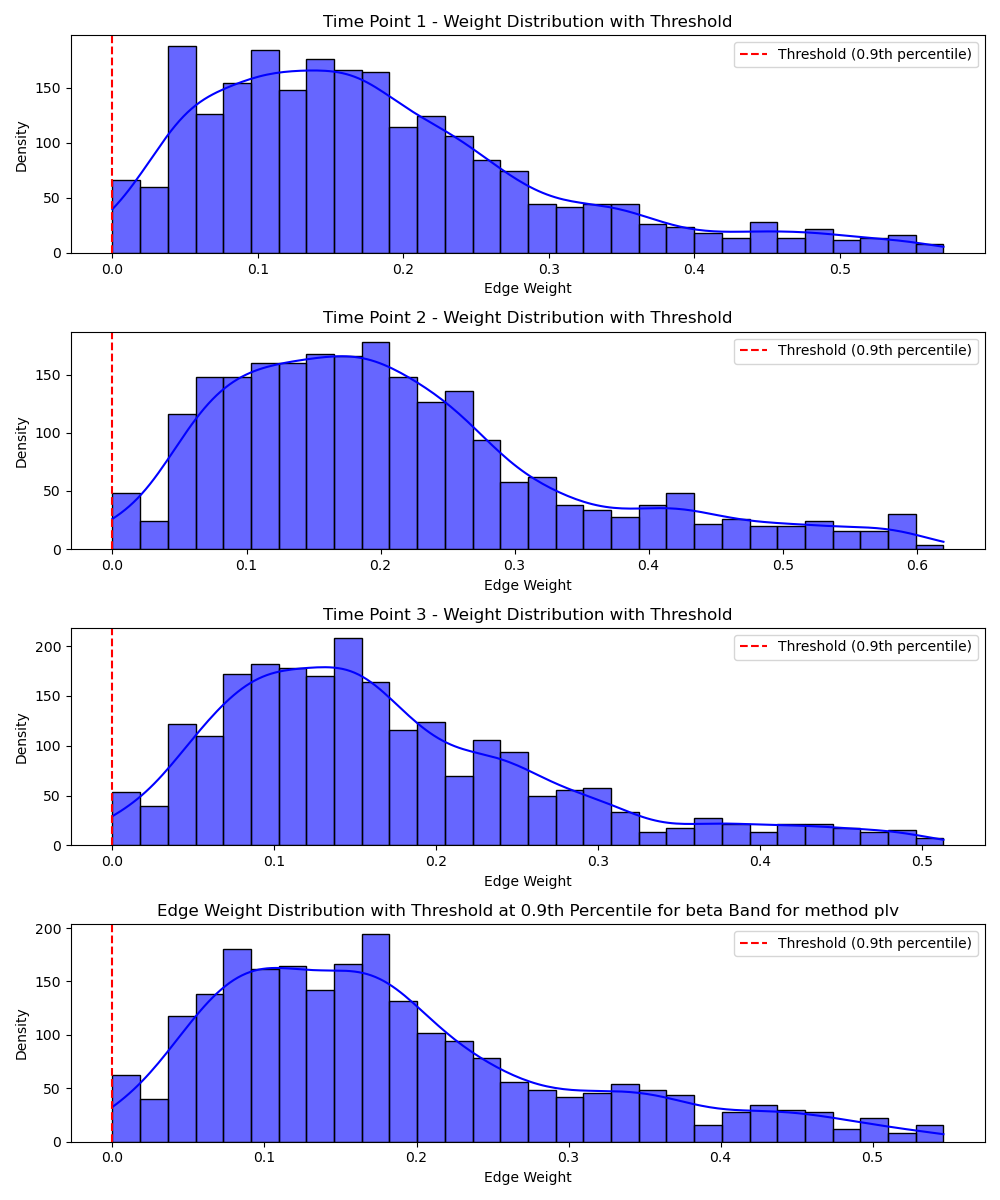 Time Point 1 - Weight Distribution with Threshold
Threshold (0.9th percentile)
Density
150
100
50
0
0.0 0.1 0.2 0.3 0.4 0.5
Edge Weight
Time Point 2 - Weight Distribution with Threshold
Threshold (0.9th percentile)
Density
150
100
50
0
0.0 0.1 0.2 0.3 0.4 0.5 0.6
Edge Weight
Time Point 3 - Weight Distribution with Threshold
Threshold (0.9th percentile)
Density
200
150
100
50
0
0.0 0.1 0.2 0.3 0.4 0.5
Edge Weight
Edge Weight Distribution with Threshold at 0.9th Percentile for beta Band for method plv
Threshold (0.9th percentile)
Density
200
150
100
50
0
0.0 0.1 0.2 0.3 0.4 0.5
Edge Weight